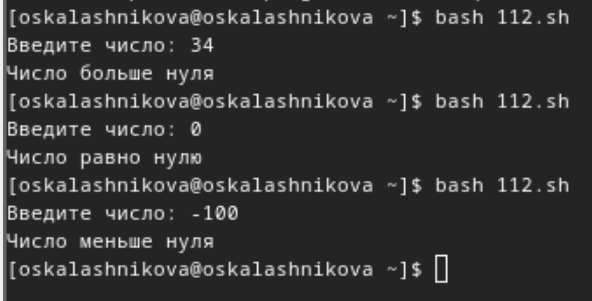 [oskalashnikova@oskalashnikova ~]$ bash 112.sh
Введите число: 34
Число больше нуля
[oskalashnikova@oskalashnikova ~]$ bash 112.sh
Введите число: 0
Число равно нулю
[oskalashnikova@oskalashnikova ~]$ bash 112.sh
Введите число: -100
Число меньше нуля
[oskalashnikova@oskalashnikova ~]$